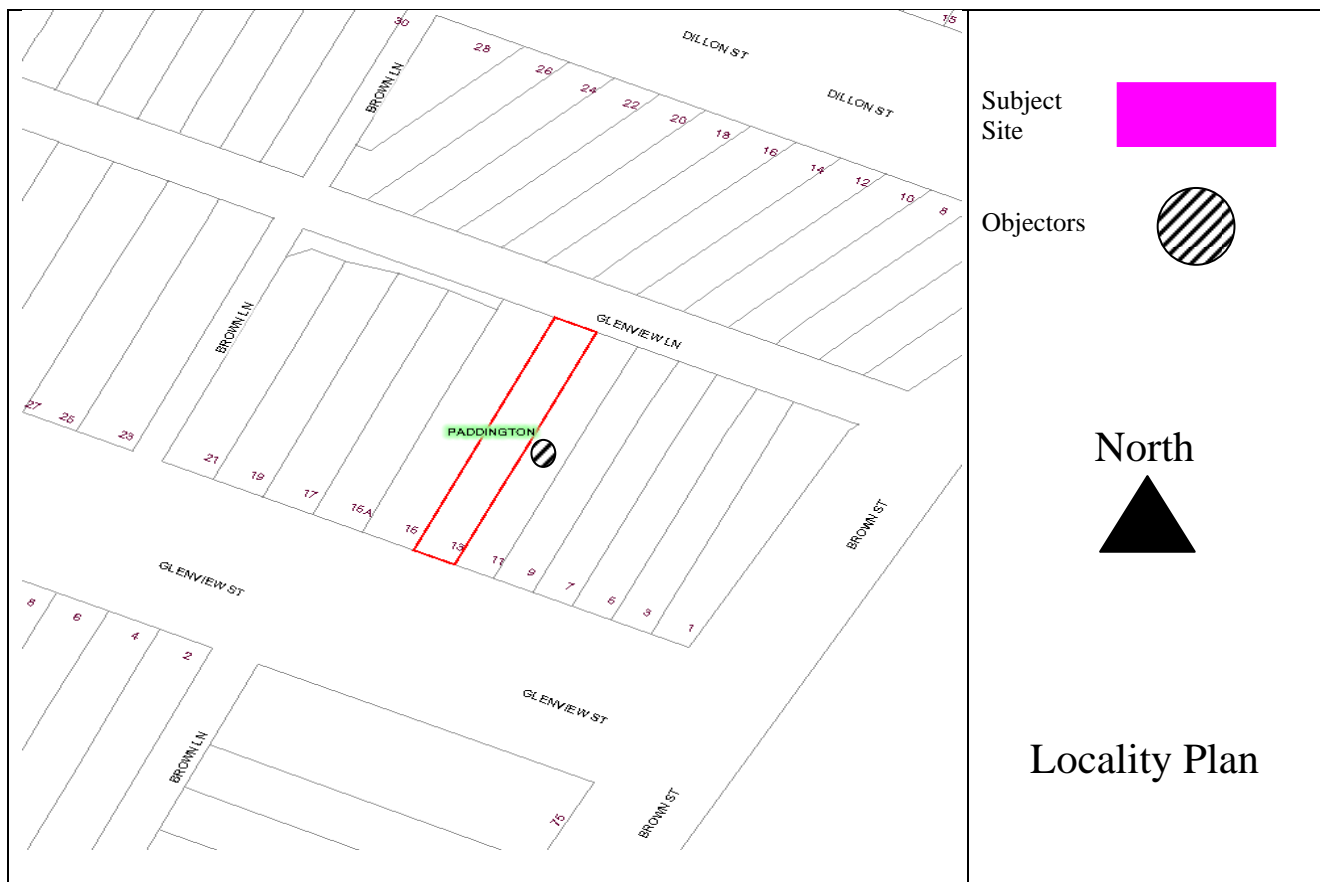 30
28
26
24
22
20
18
16
14
12
10
8
15
DILLON ST
DILLON ST
BROWN LN
GLENVIEW LN
BROWN LN
PADDINGTON
27
25
23
21
19
17
15A
15
13
11
9
7
5
3
1
BROWN ST
GLENVIEW ST
8
6
4
2
GLENVIEW ST
BROWN LN
75
BROWN ST
Subject
Site
Objectors
North
Locality Plan